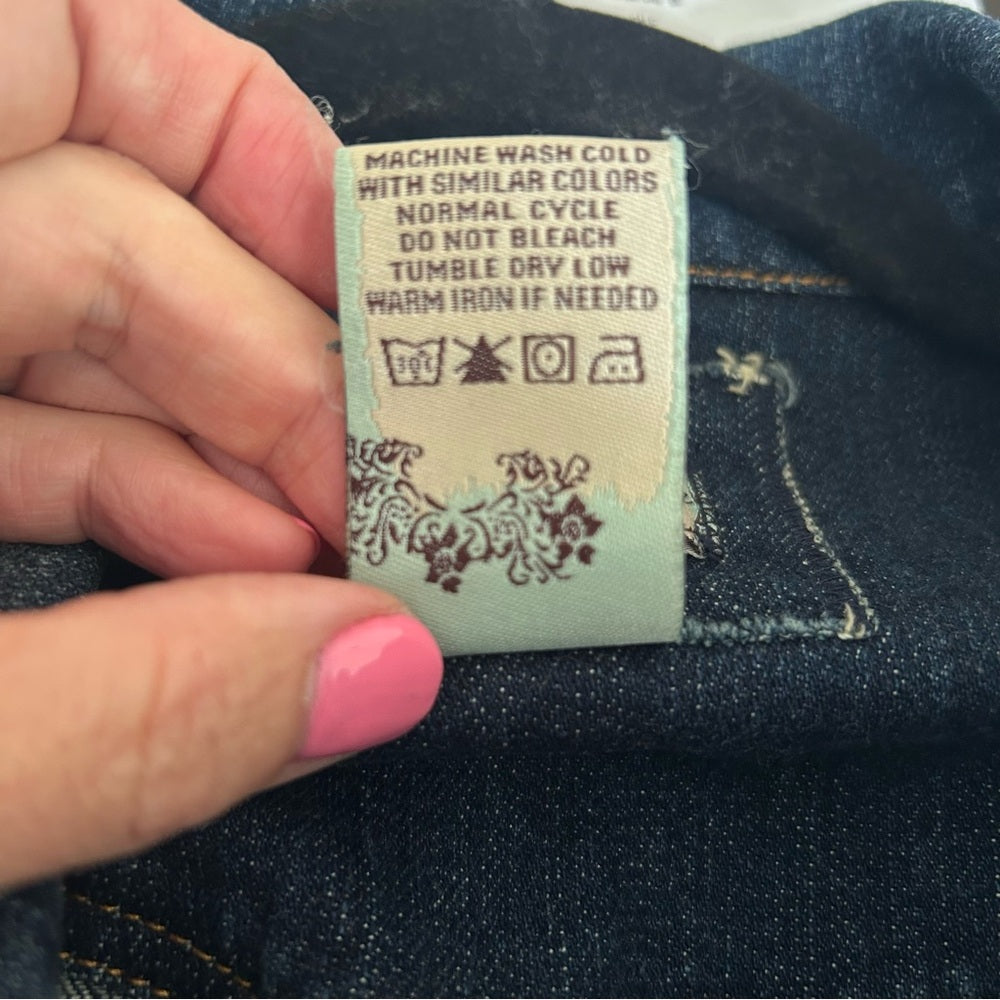 MACHINE WASH COLD
WITH SIMILAR COLORS
NORMAL CYCLE
DO NOT BLEACH
TUMBLE DRY LOW
WARM IRON IF NEEDED